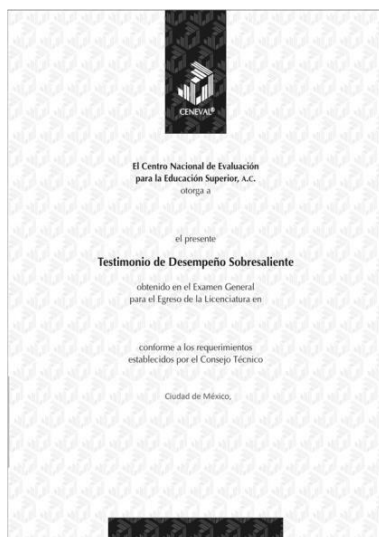 CENEVAL®
El Centro Nacional de Evaluación
para la Educación Superior, A.C.
otorga a
el presente
Testimonio de Desempeño Sobresaliente
obtenido en el Examen General
para el Egreso de la Licenciatura en
conforme a los requerimientos
establecidos por el Consejo Técnico
Ciudad de México,